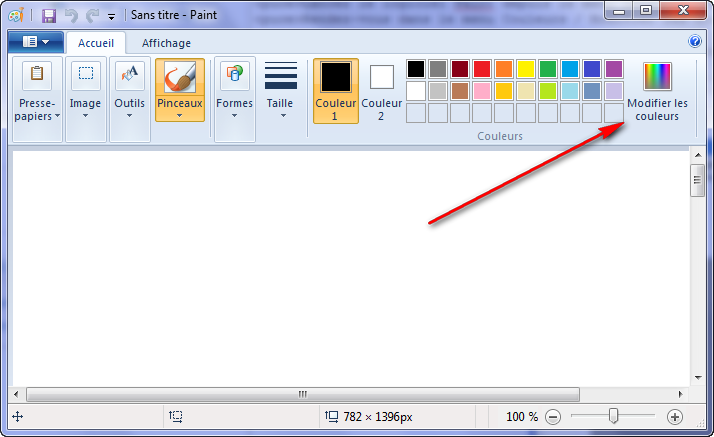 Sans titre - Paint
Accueil Affichage
Presse-
papiers
Image
Outils
Pinceaux
Formes
Taille
Couleur
1
Couleur
2
Modifier les
couleurs
Couleurs
782 × 1396px
100 %